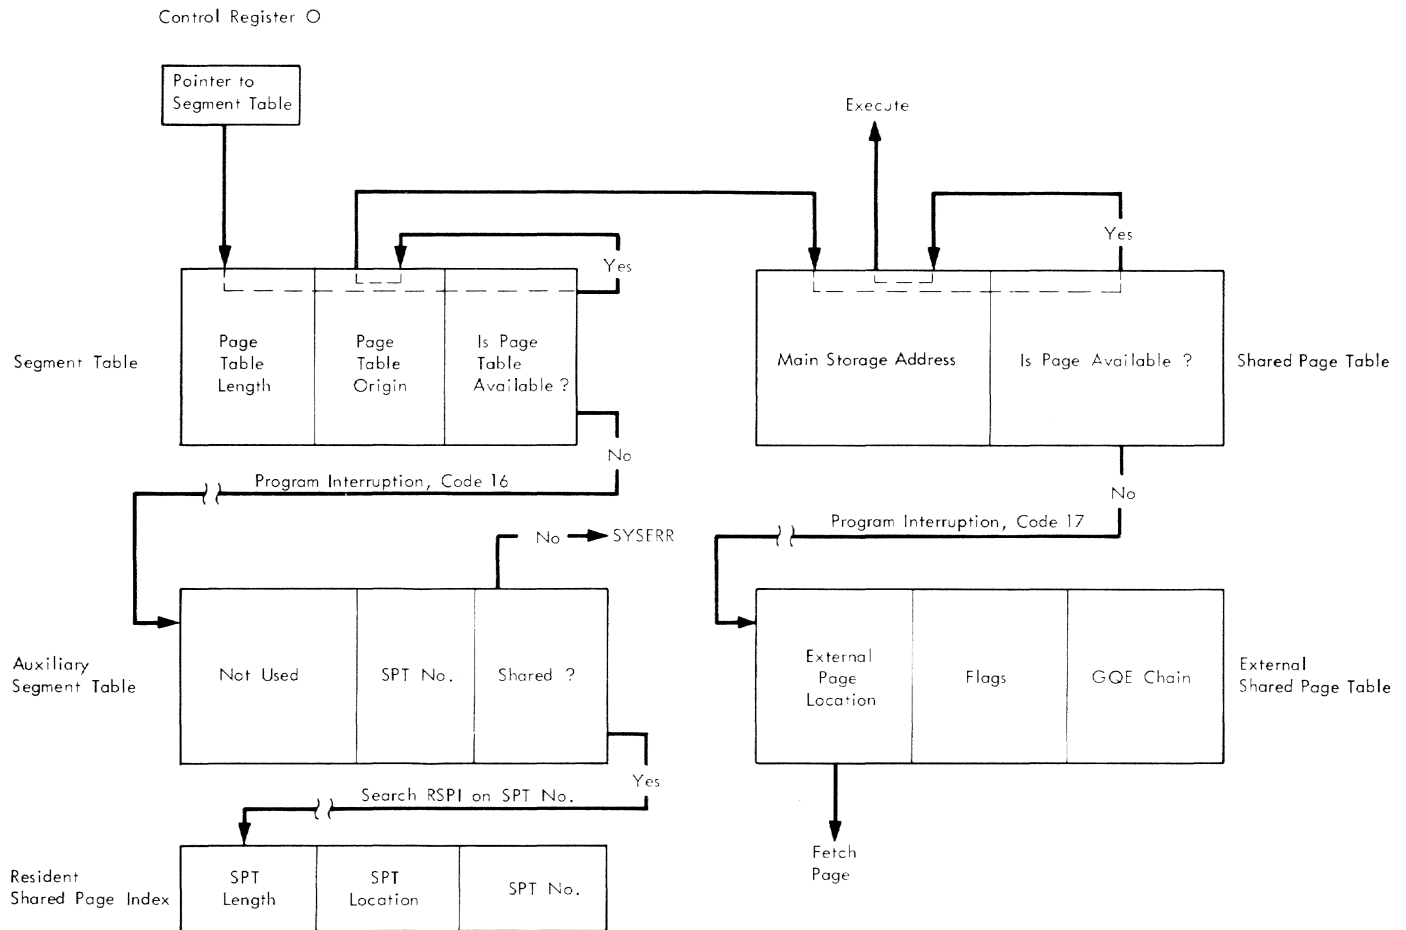 Control Register O
Pointer to
Segment Table
Execute
Yes
Yes
Segment Table
Page
Table
Length
Page
Table
Origin
Is Page
Table
Available ?
Main Storage Address
Is Page Available ?
Shared Page Table
No
Program Interruption, Code 16
No
Program Interruption, Code 17
No
SYSERR
Auxiliary
Segment Table
Not Used
SPT No.
Shared ?
External
Page
Location
Flags
GQE Chain
External
Shared Page Table
Yes
Search RSPI on SPT No.
Fetch
Page
Resident
Shared Page Index
SPT
Length
SPT
Location
SPT No.